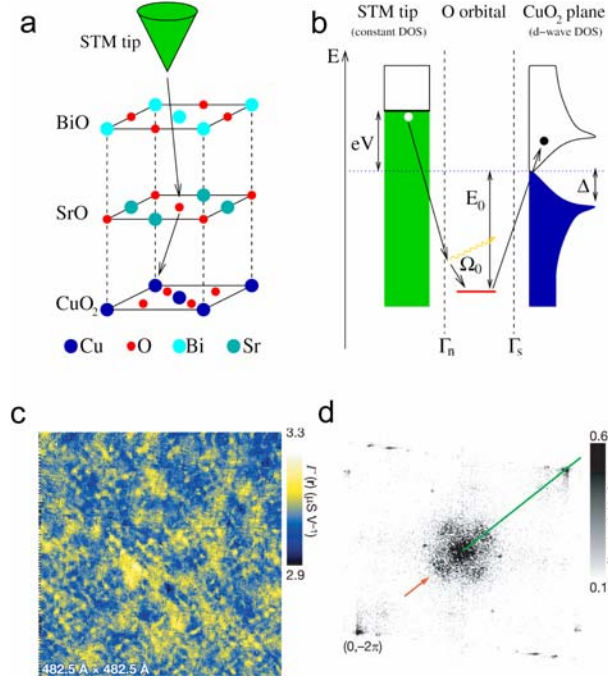 a
STM tip
BiO
SrO
CuO₂
Cu O Bi Sr
b
STM tip O orbital CuO₂ plane
(constant DOS) (d-wave DOS)
E
eV
E₀
Δ
Ω₀
Γₙ Γₛ
c
3.3
Γ (r) (μS V⁻¹)
2.9
482.5 Å × 482.5 Å
d
0.6
0.1
(0,−2π)